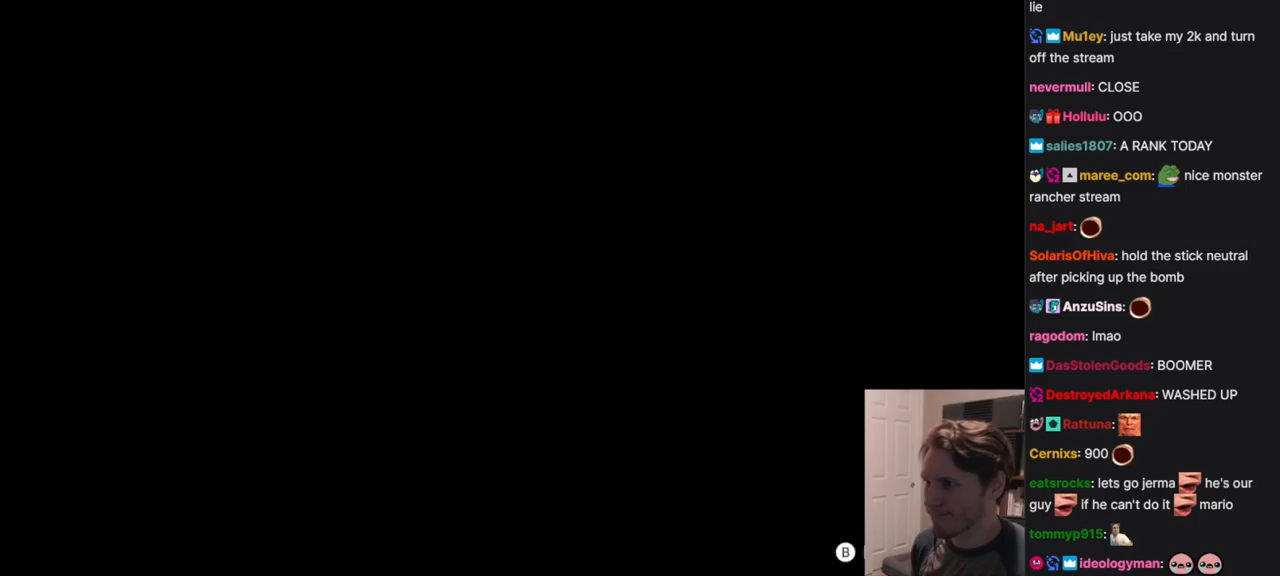 lie
Mu1ey: just take my 2k and turn
off the stream
nevermull: CLOSE
Hollulu: OOO
salies1807: A RANK TODAY
maree_com: nice monster
rancher stream
na_jart:
SolarisOfHiva: hold the stick neutral
after picking up the bomb
AnzuSins:
ragodom: lmao
DasStolenGoods: BOOMER
DestroyedArkana: WASHED UP
Rattuna:
Cernixs: 900
eatsrocks: lets go jerma he's our
guy if he can't do it mario
tommyp915:
B
ideologyman: